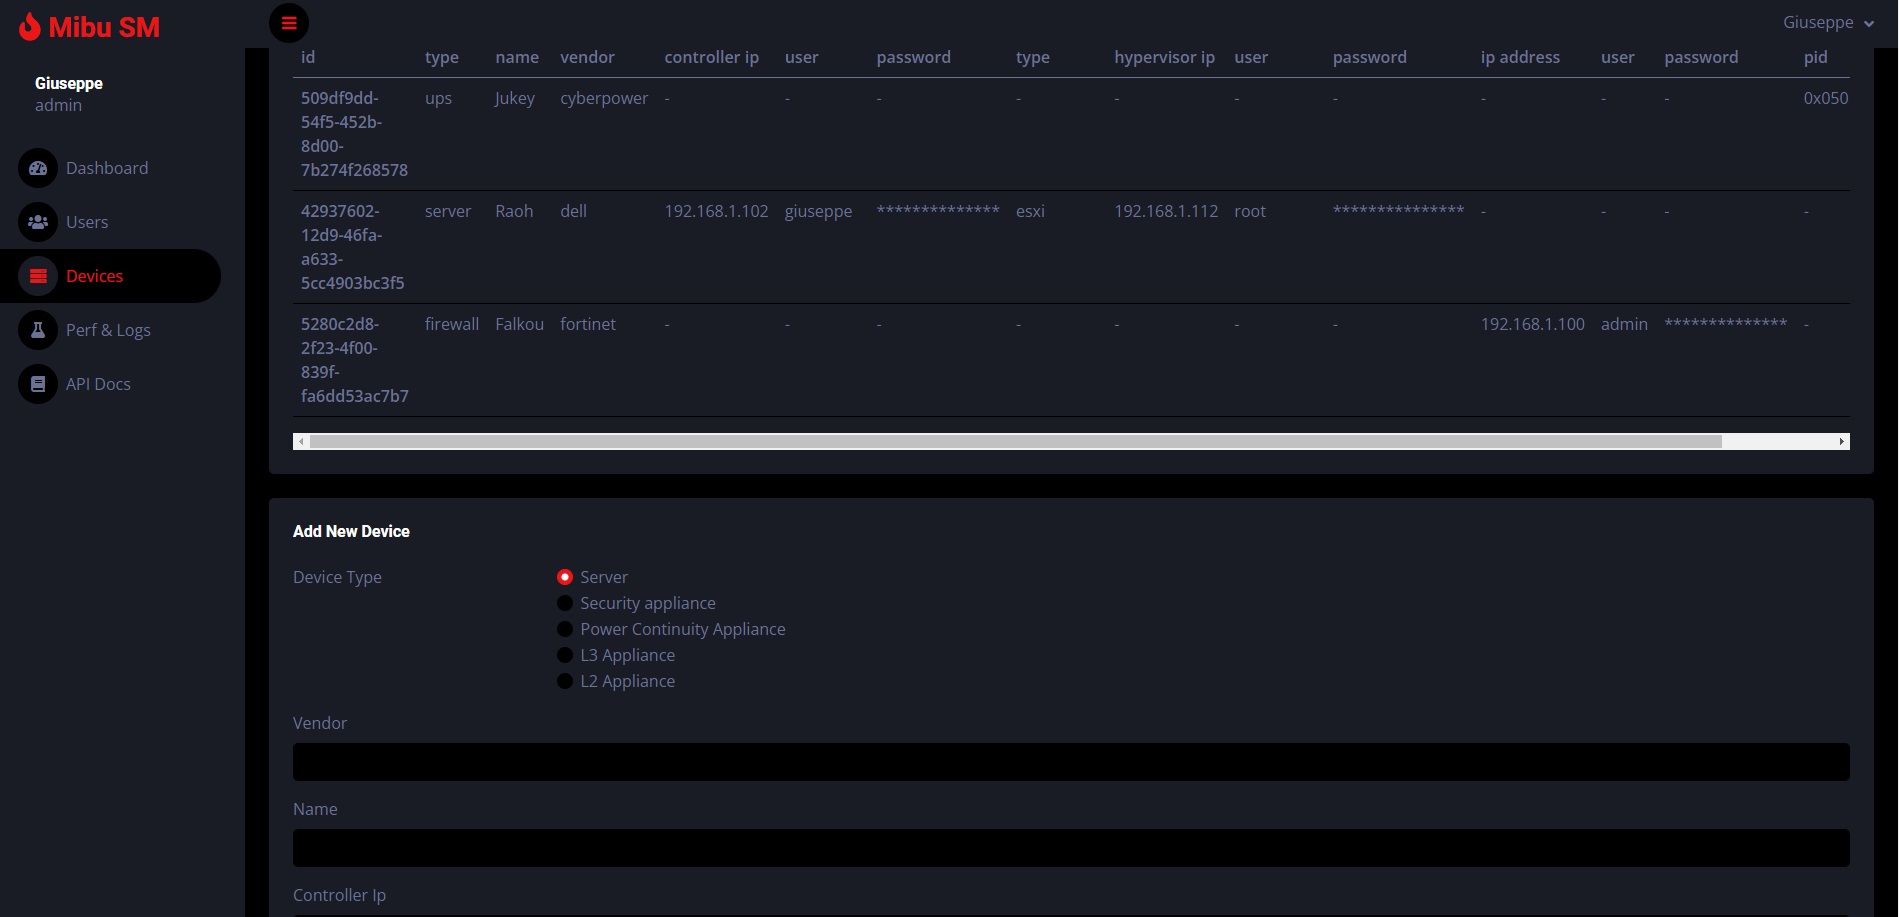 Mibu SM
Giuseppe
Giuseppe
admin
Dashboard
Users
Devices
Perf & Logs
API Docs
id type name vendor controller ip user password type hypervisor ip user password ip address user password pid
509df9dd- ups Jukey cyberpower - - - - - - - - - - 0x050
54f5-452b-
8d00-
7b274f268578
42937602- server Raoh dell 192.168.1.102 giuseppe ************** esxi 192.168.1.112 root *************** - - - -
12d9-46fa-
a633-
5cc4903bc3f5
5280c2d8- firewall Falkou fortinet - - - - - - - 192.168.1.100 admin ************** -
2f23-4f00-
839f-
fa6dd53ac7b7
Add New Device
Device Type
Server
Security appliance
Power Continuity Appliance
L3 Appliance
L2 Appliance
Vendor
Name
Controller Ip